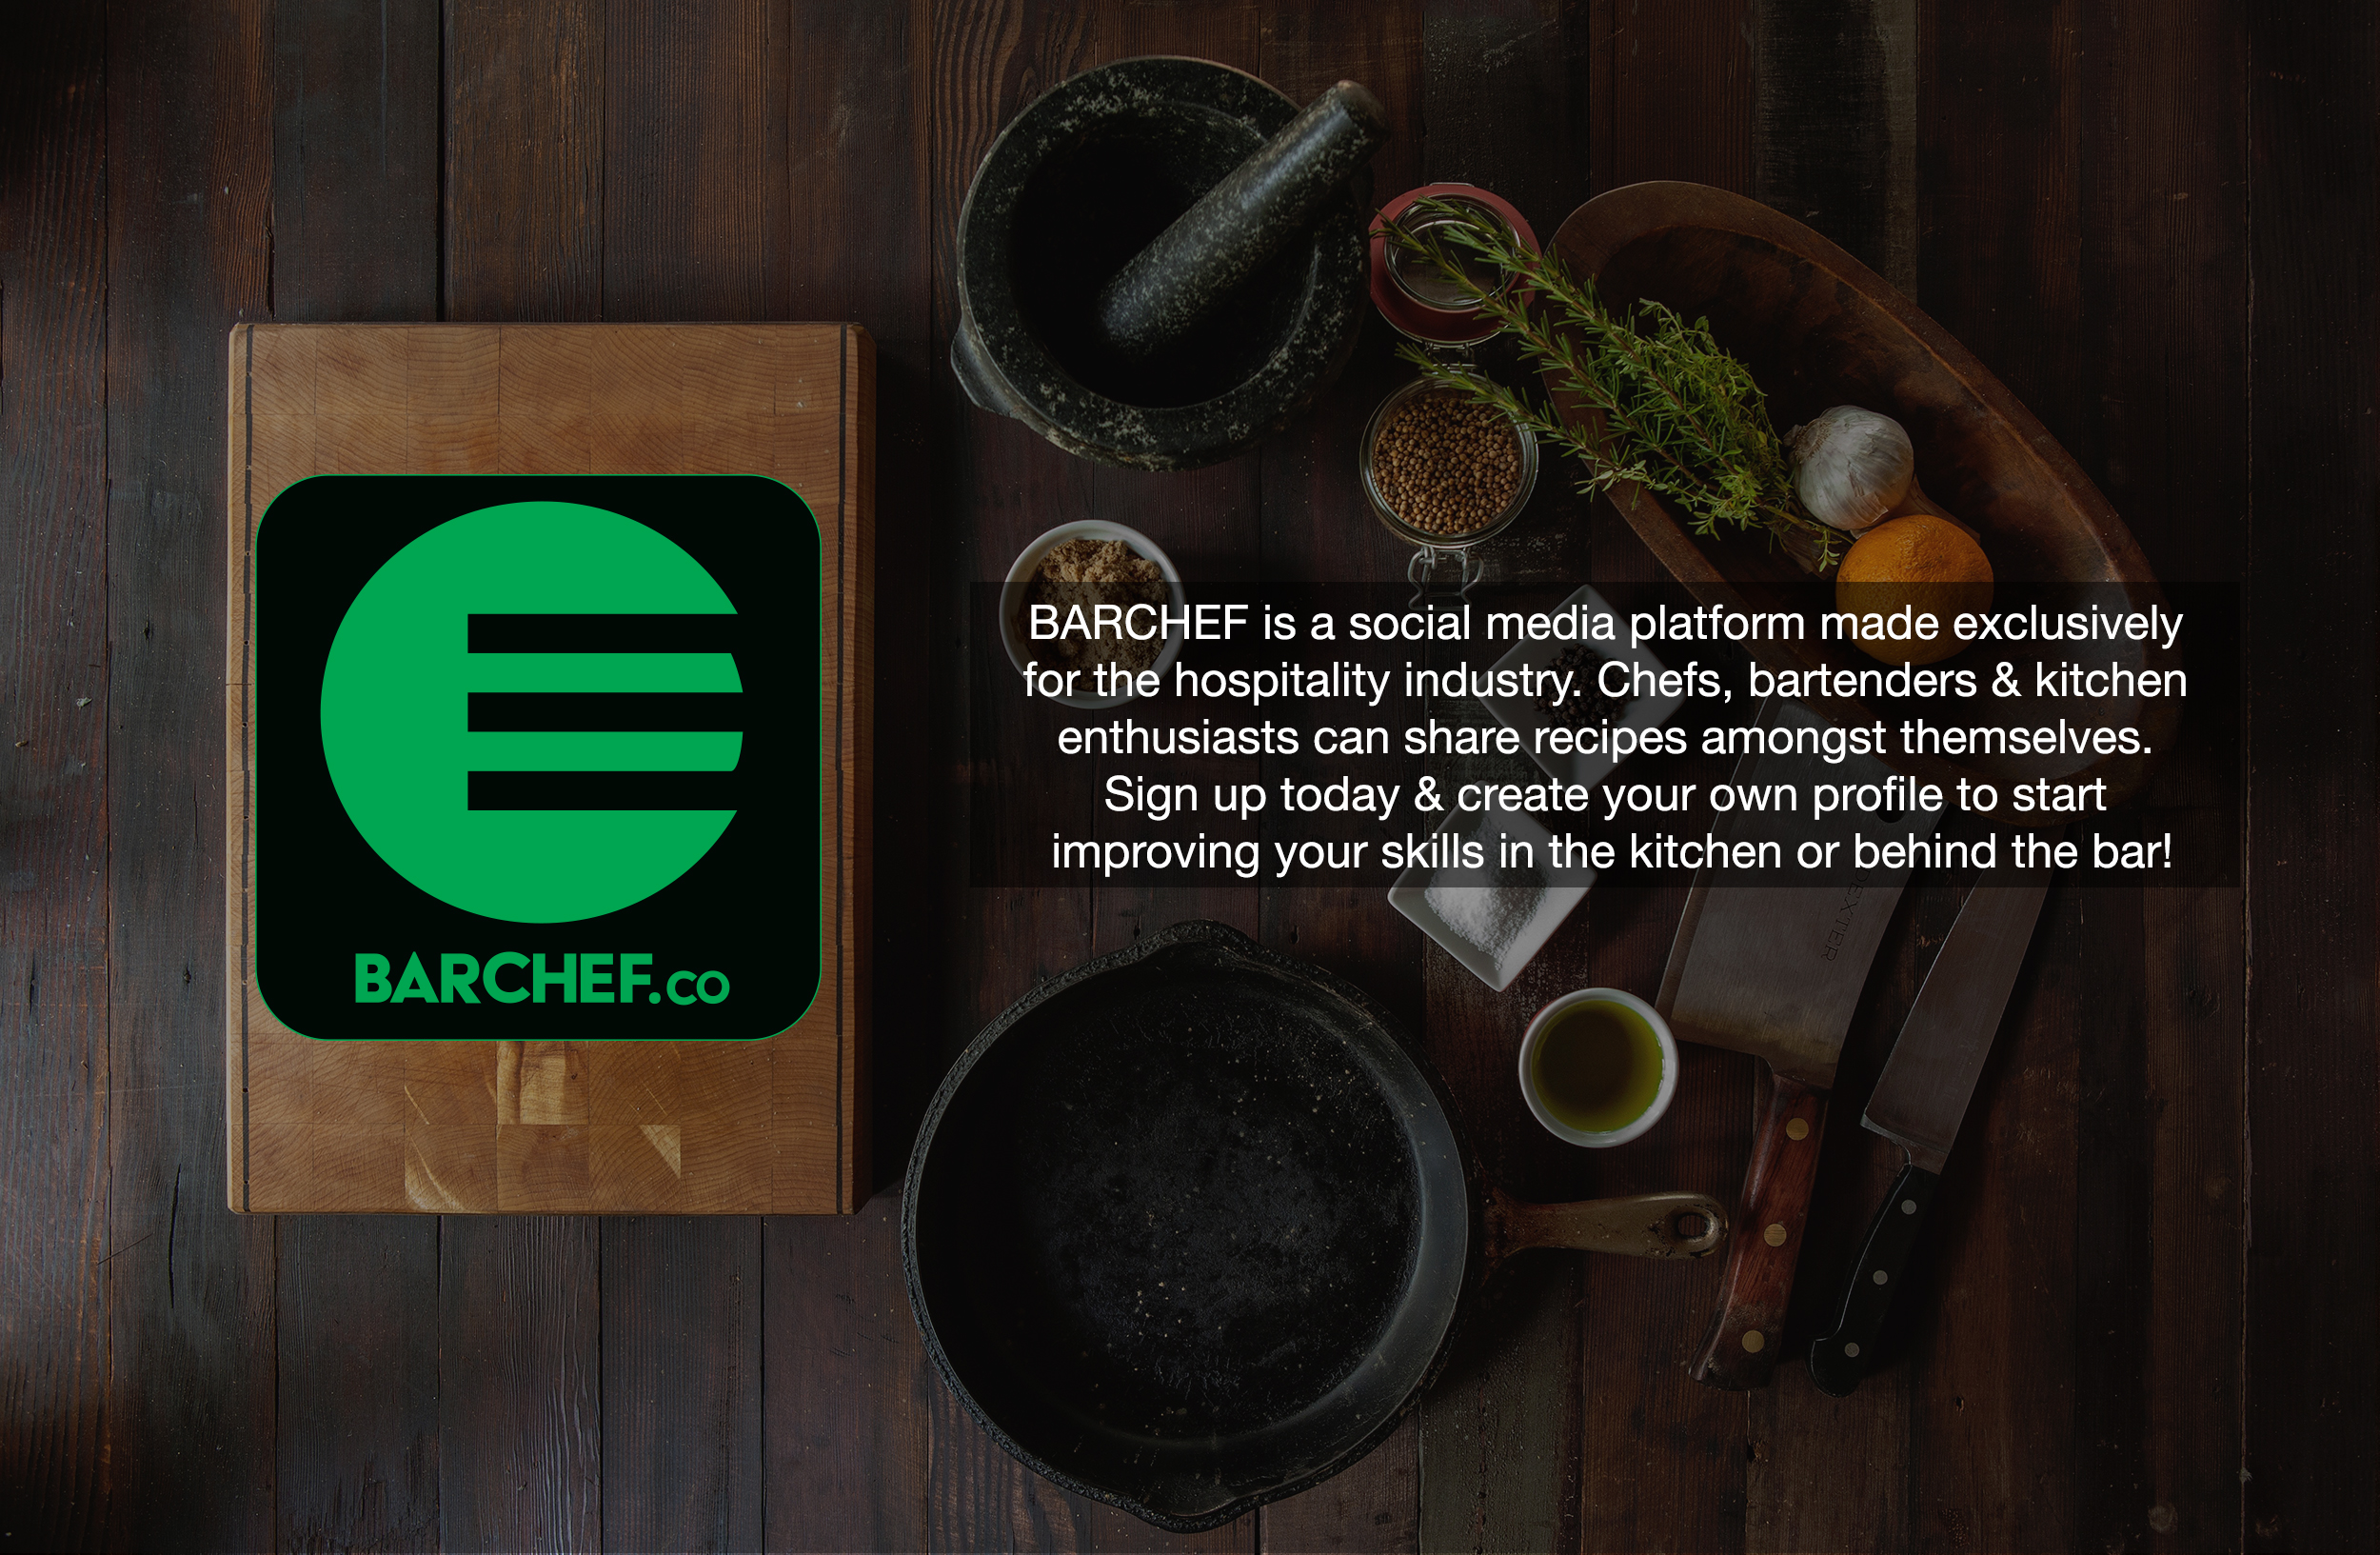 BARCHEF.co
BARCHEF is a social media platform made exclusively
for the hospitality industry. Chefs, bartenders & kitchen
enthusiasts can share recipes amongst themselves.
Sign up today & create your own profile to start
improving your skills in the kitchen or behind the bar!
DEXTER